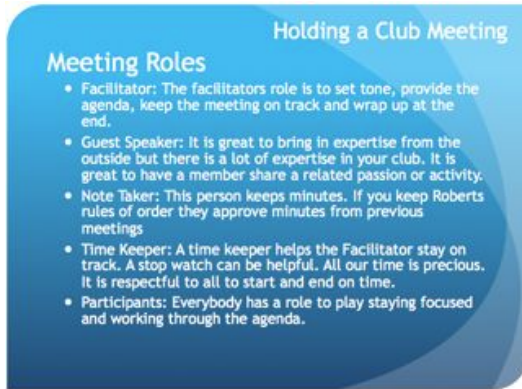 Holding a Club Meeting
Meeting Roles
• Facilitator: The facilitators role is to set tone, provide the
agenda, keep the meeting on track and wrap up at the
end.
• Guest Speaker: It is great to bring in expertise from the
outside but there is a lot of expertise in your club. It is
great to have a member share a related passion or activity.
• Note Taker: This person keeps minutes. If you keep Roberts
rules of order they approve minutes from previous
meetings
• Time Keeper: A time keeper helps the Facilitator stay on
track. A stop watch can be helpful. All our time is precious.
It is respectful to all to start and end on time.
• Participants: Everybody has a role to play staying focused
and working through the agenda.